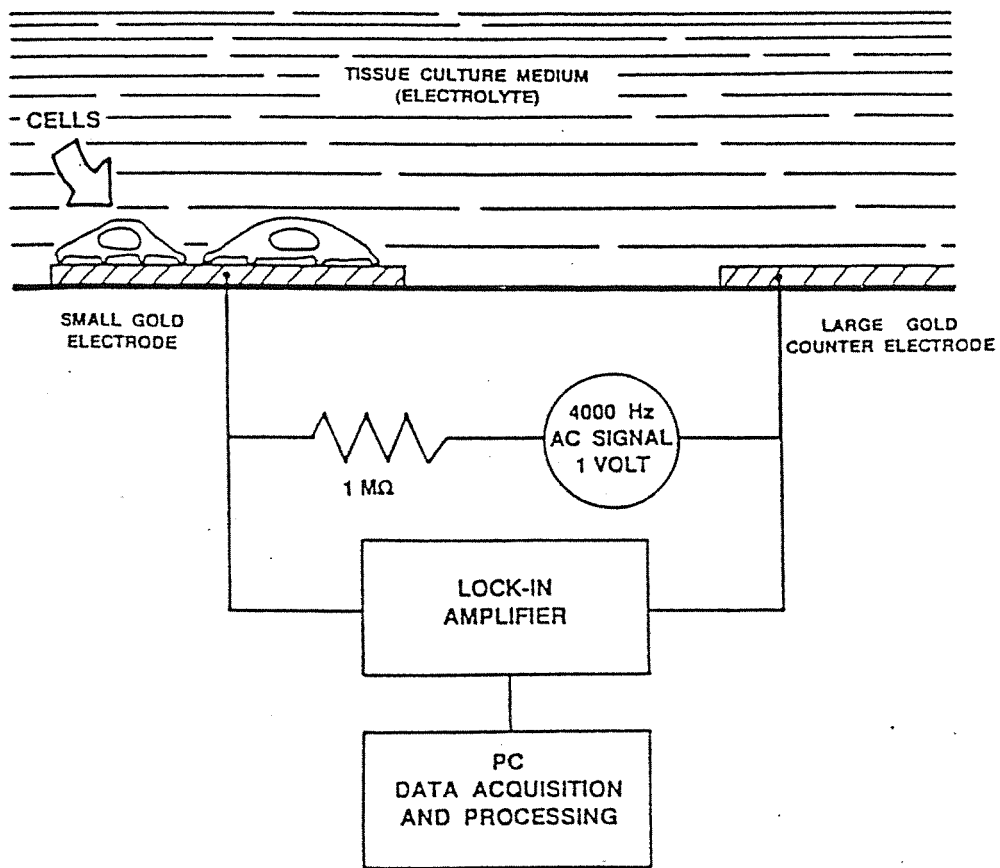 TISSUE CULTURE MEDIUM
(ELECTROLYTE)
CELLS
SMALL GOLD
ELECTRODE
LARGE GOLD
COUNTER ELECTRODE
4000 Hz
AC SIGNAL
1 VOLT
1 MΩ
LOCK-IN
AMPLIFIER
PC
DATA ACQUISITION
AND PROCESSING